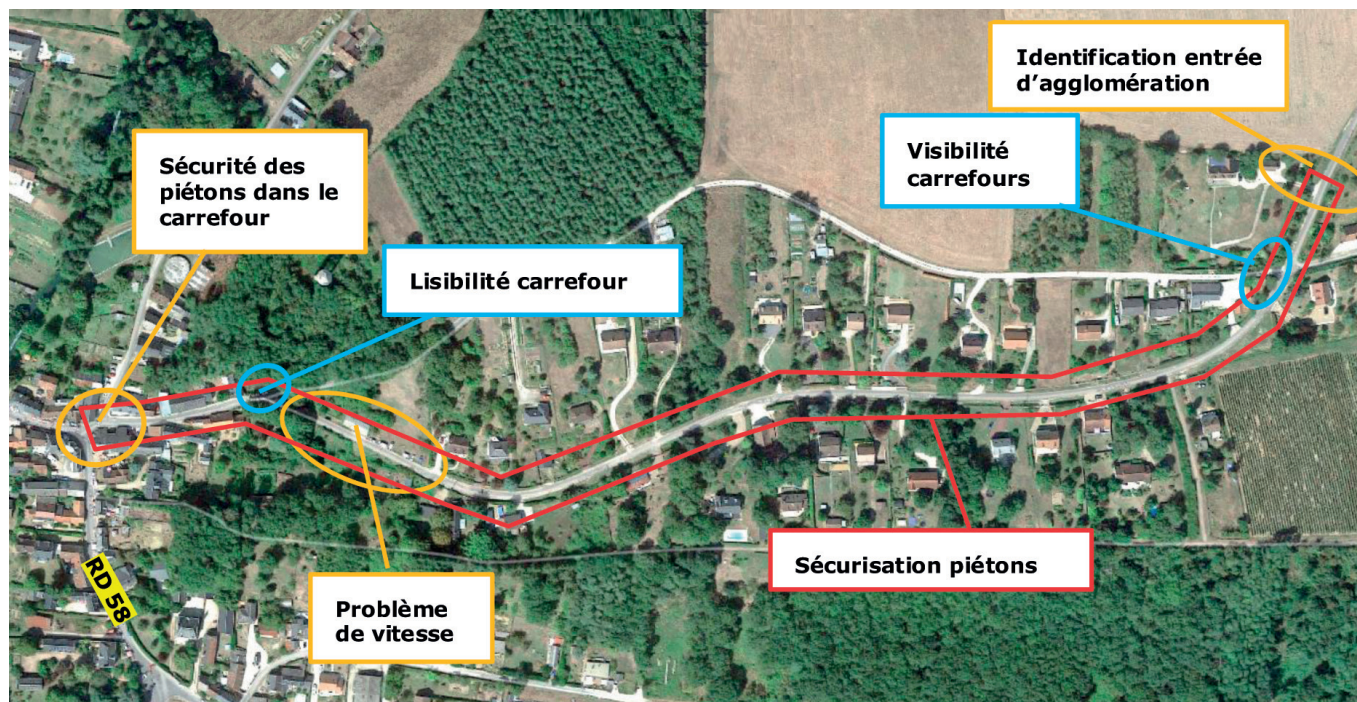 Identification entrée
d’agglomération
Visibilité
carrefours
Sécurité des
piétons dans le
carrefour
Lisibilité carrefour
Sécurisation piétons
RD 58
Problème
de vitesse